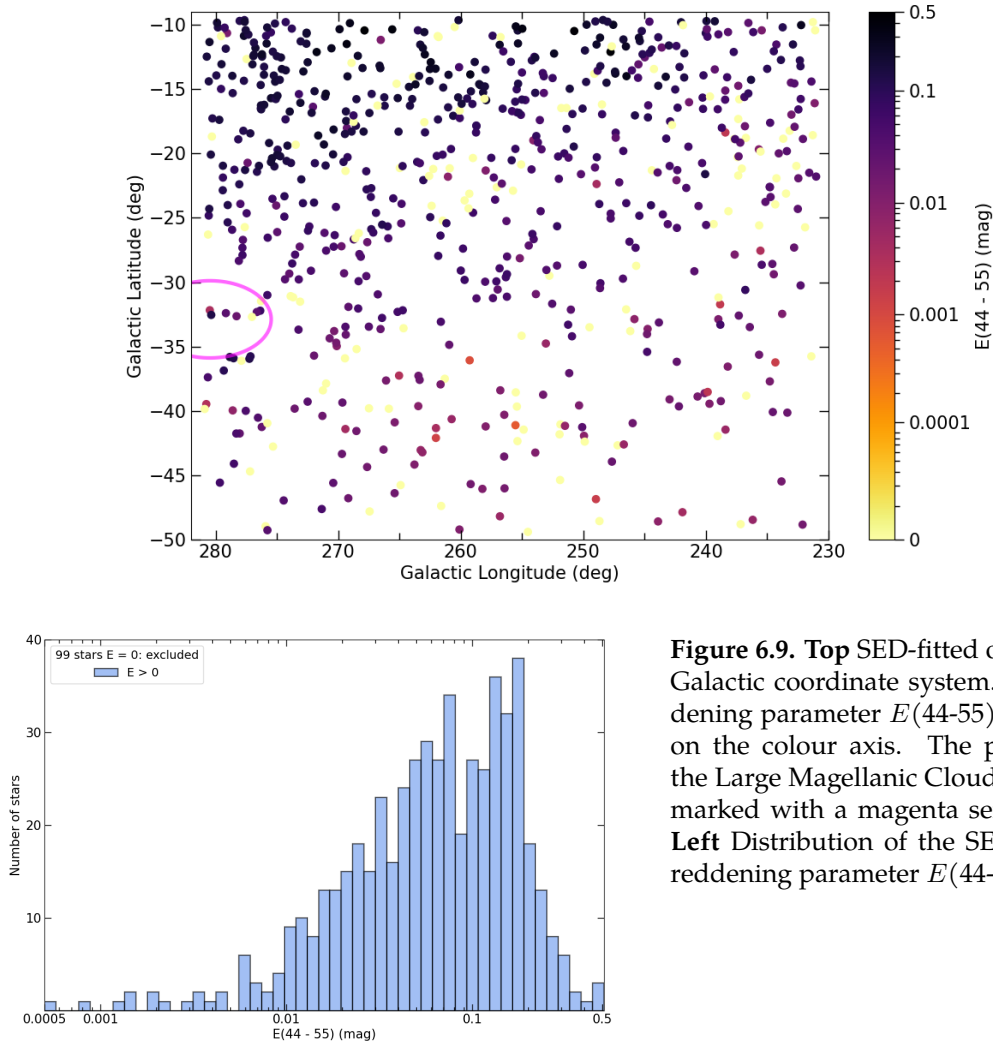 −10
−15
−20
−25
−30
−35
−40
−45
−50
Galactic Latitude (deg)
280
270
260
250
240
230
Galactic Longitude (deg)
0.5
0.1
0.01
0.001
0.0001
0
E(44 - 55) (mag)
40
30
20
10
Number of stars
99 stars E = 0: excluded
E > 0
0.0005
0.001
0.01
0.1
0.5
E(44 - 55) (mag)
Figure 6.9. Top SED-fitted
Galactic coordinate system.
dening parameter E(44-55)
on the colour axis. The
the Large Magellanic Cloud
marked with a magenta
Left Distribution of the
reddening parameter E(44-